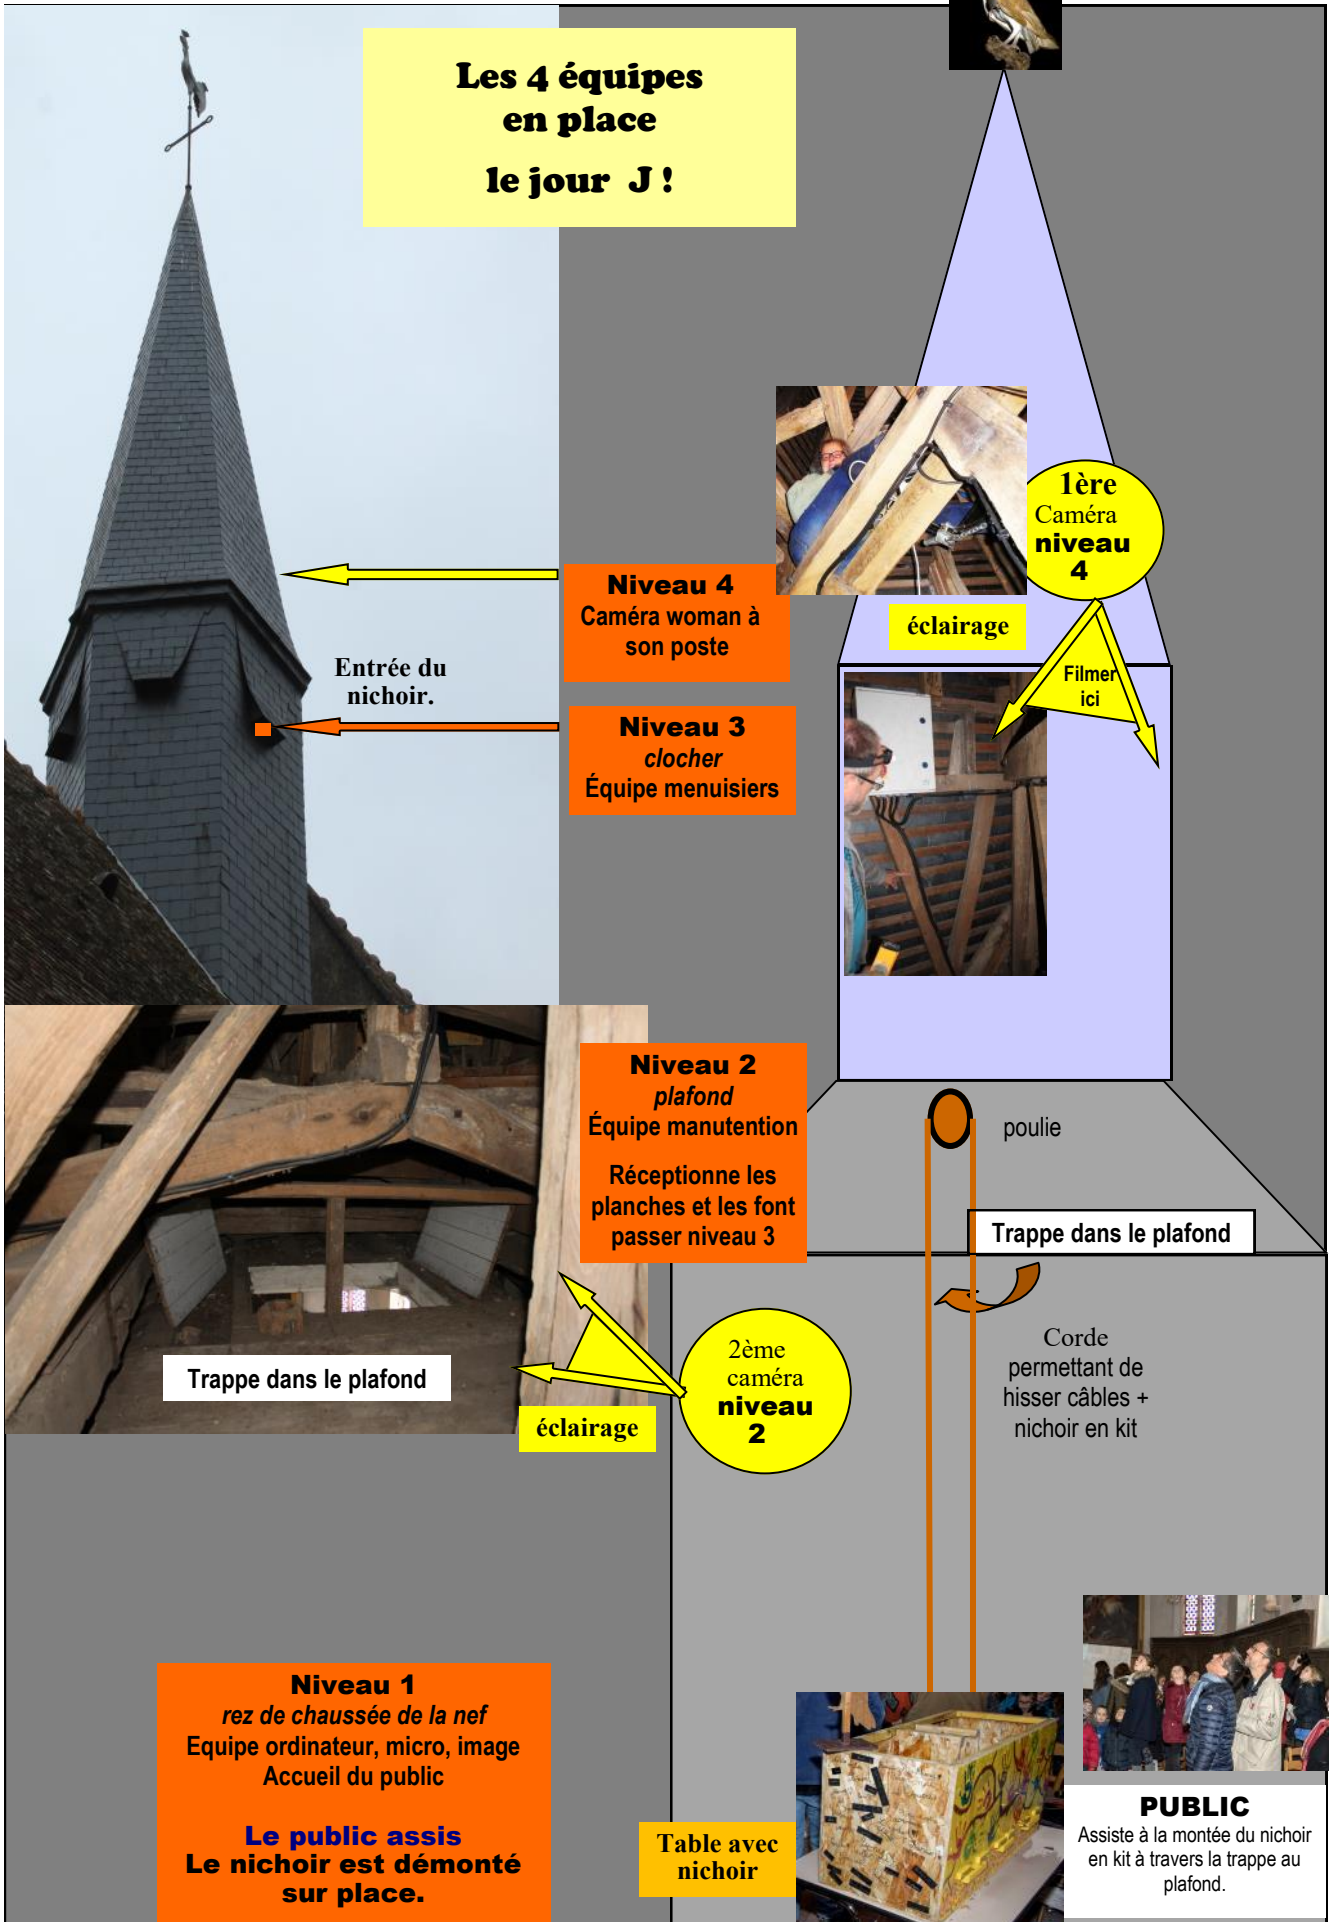 Les 4 équipes
en place
le jour J !
1ère
Caméra
niveau
4
Niveau 4
Caméra woman à
son poste
éclairage
Filmer
ici
Entrée du
nichoir.
Niveau 3
clocher
Équipe menuisiers
Niveau 2
plafond
Équipe manutention
Réceptionne les
planches et les font
passer niveau 3
poulie
Trappe dans le plafond
Corde
permettant de
hisser câbles +
nichoir en kit
Trappe dans le plafond
2ème
caméra
niveau
2
éclairage
Niveau 1
rez de chaussée de la nef
Equipe ordinateur, micro, image
Accueil du public
Le public assis
Le nichoir est démonté
sur place.
Table avec
nichoir
PUBLIC
Assiste à la montée du nichoir
en kit à travers la trappe au
plafond.